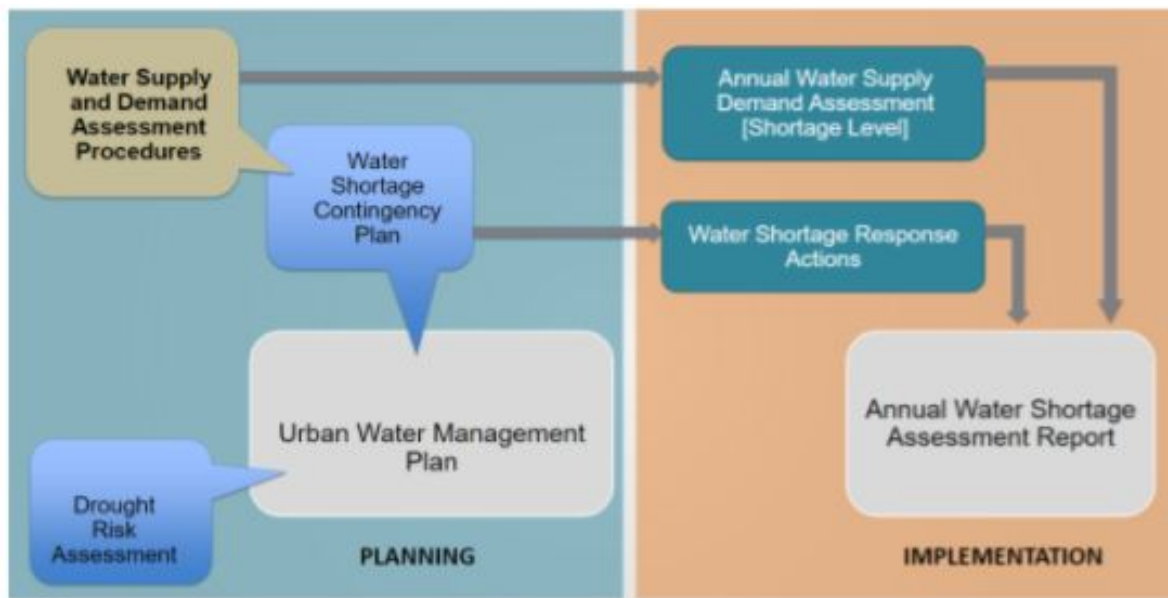 Water Supply
and Demand
Assessment
Procedures
Water
Shortage
Contingency
Plan
Urban Water Management
Plan
Drought
Risk
Assessment
PLANNING
Annual Water Supply
Demand Assessment
[Shortage Level]
Water Shortage Response
Actions
Annual Water Shortage
Assessment Report
IMPLEMENTATION